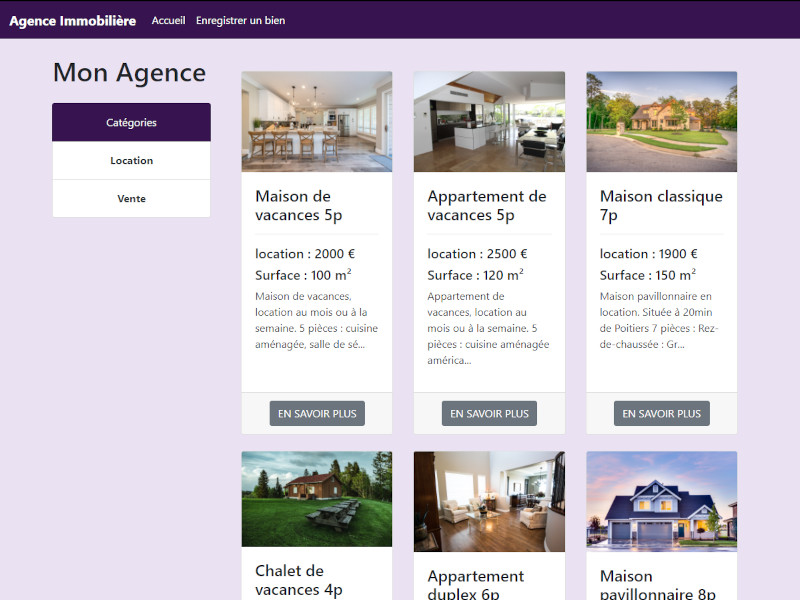 Agence Immobilière Accueil Enregistrer un bien
Mon Agence
Catégories
Location
Vente
Maison de
vacances 5p
location : 2000 €
Surface : 100 m²
Maison de vacances,
location au mois ou à la
semaine. 5 pièces : cuisine
aménagée, salle de sé...
EN SAVOIR PLUS
Appartement de
vacances 5p
location : 2500 €
Surface : 120 m²
Appartement de
vacances, location au
mois ou à la semaine. 5
pièces : cuisine aménagée
américa...
EN SAVOIR PLUS
Maison classique
7p
location : 1900 €
Surface : 150 m²
Maison pavillonnaire en
location. Située à 20min
de Poitiers 7 pièces : Rez-
de-chaussée : Gr...
EN SAVOIR PLUS
Chalet de
vacances 4p
Appartement
duplex 6p
Maison
pavillonnaire 8p